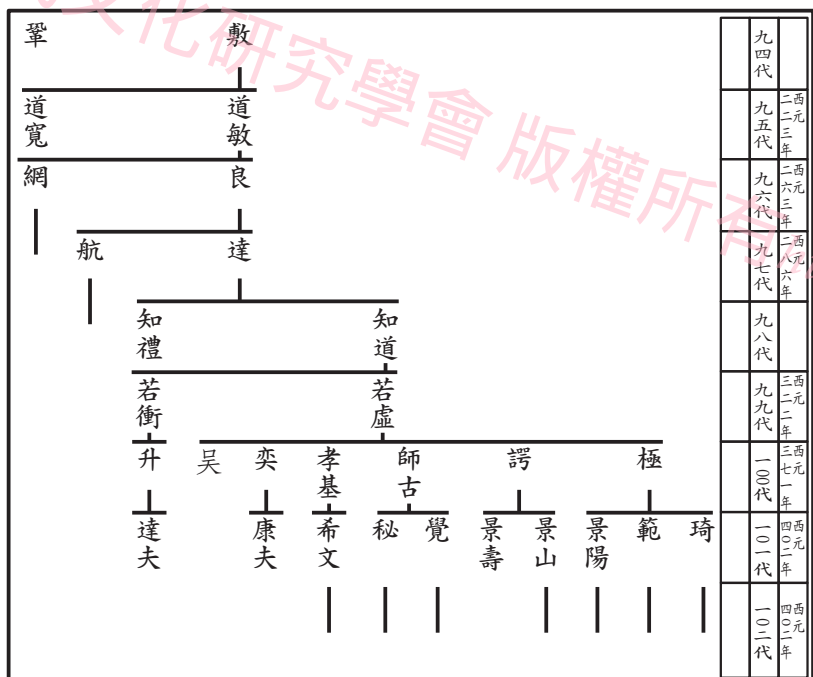 九四代
敷
鞏
西元
二二三年
九五代
道敏
道寬
西元
二六三年
九六代
良
網
西元
二八六年
九七代
達
航
九八代
知道
知禮
西元
三二二年
九九代
若虛
若衝
西元
三七一年
一〇〇代
極
諤
師古
孝基
奕
吴
升
西元
四〇二年
一〇一代
琦
範
景陽
景山
景壽
覺
秘
希文
康夫
達夫
西元
四〇二年
一〇二代
文化研究學會 版權所有